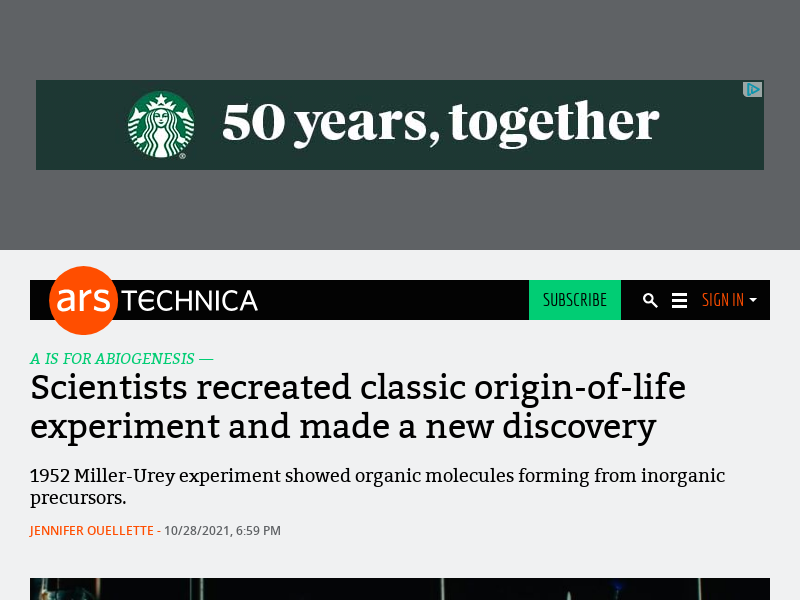 50 years, together
ars TECHNICA
SUBSCRIBE
SIGN IN
A IS FOR ABIOGENESIS —
Scientists recreated classic origin-of-life
experiment and made a new discovery
1952 Miller-Urey experiment showed organic molecules forming from inorganic
precursors.
JENNIFER OUELLETTE - 10/28/2021, 6:59 PM